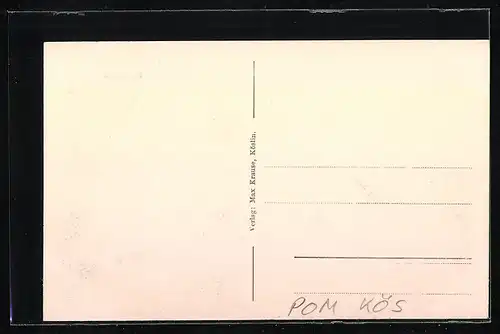 Verlag: Max Krause, Köslin.
POM KÖS